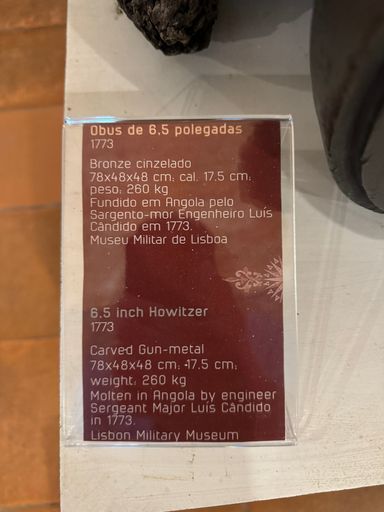 Obus de 6.5 polegadas
1773
Bronze cinzelado
78x48x48 cm; cal. 17.5 cm;
peso; 260 kg
Fundido em Angola pelo
Sargento-mor Engenheiro Luís
Cândido em 1773.
Museu Militar de Lisboa
6.5 inch Howitzer
1773
Carved Gun-metal
78x48x48 cm; 17.5 cm;
weight; 260 kg
Molten in Angola by engineer
Sergeant Major Luis Cândido
in 1773.
Lisbon Military Museum